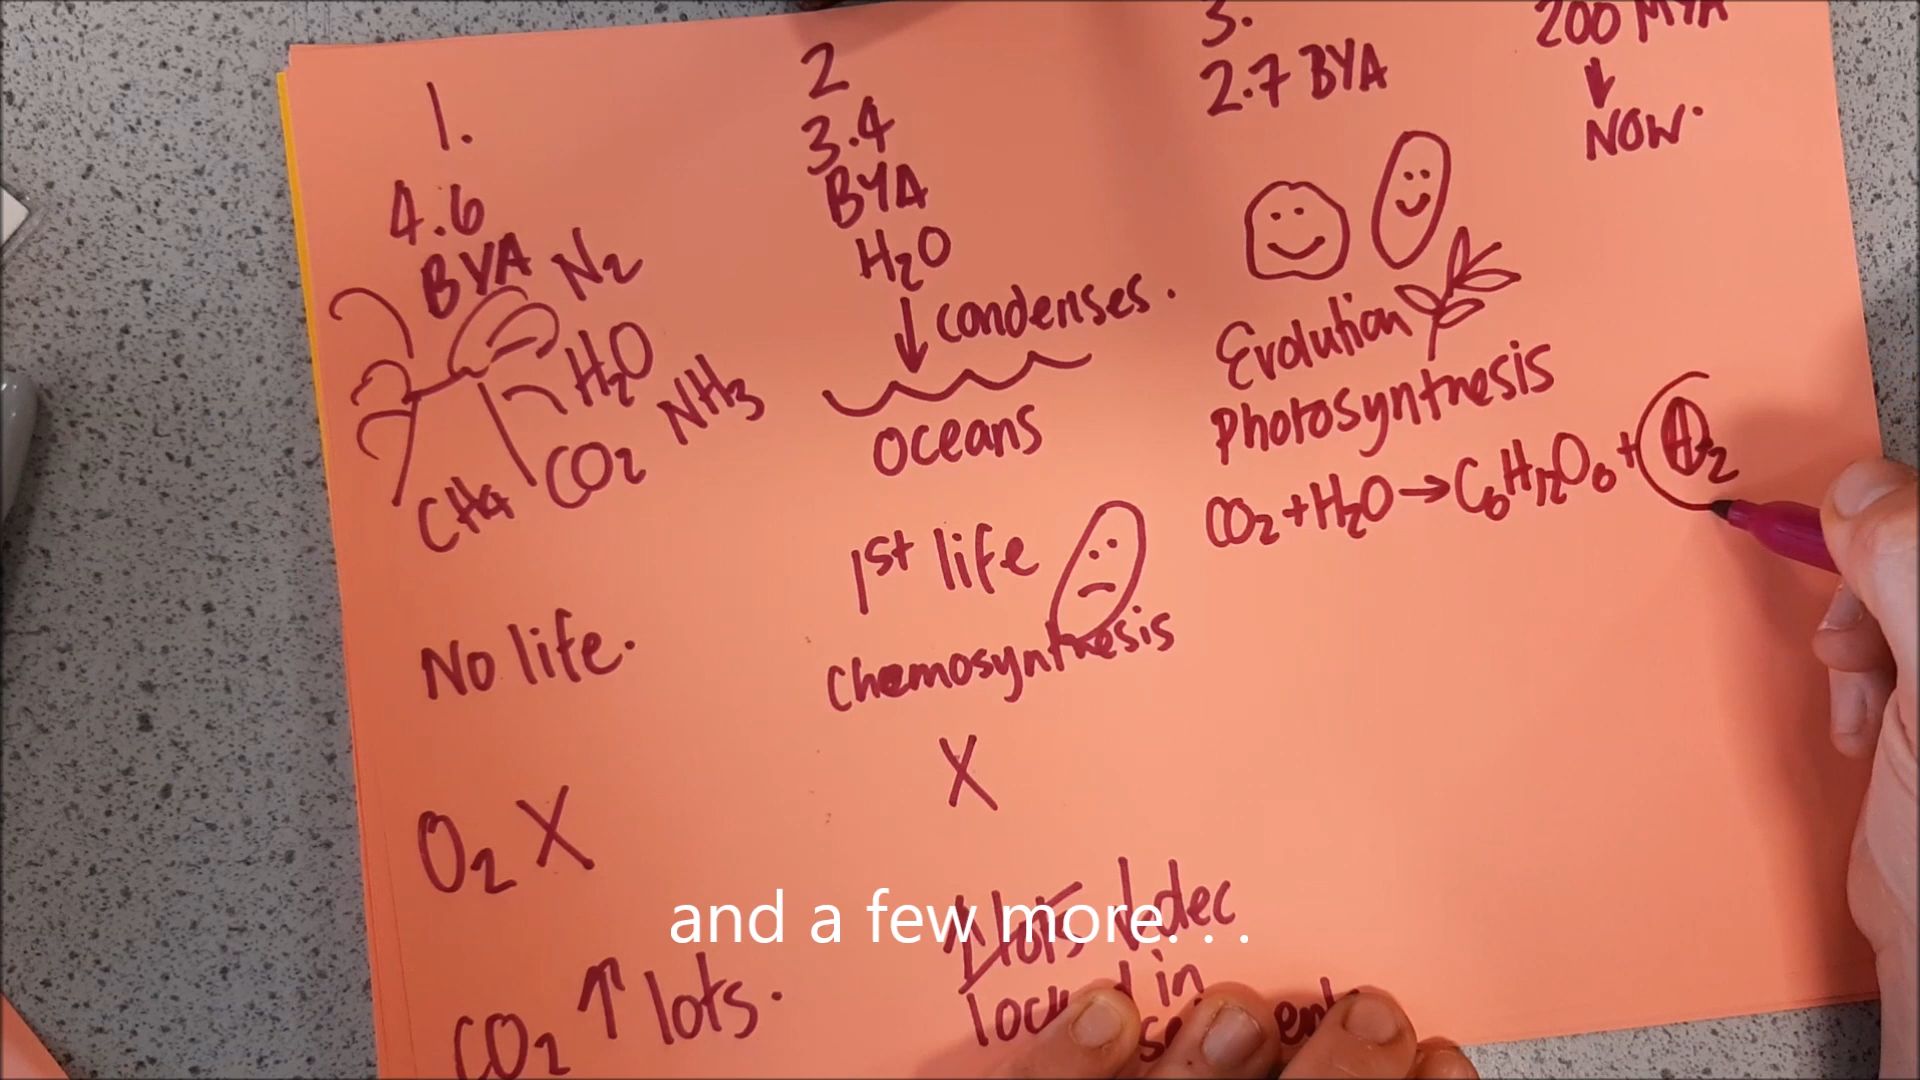 1.
4.6
BYA
N2
H2O
NH3
CO2
CH4
No life.
O2 X
CO2 ↑ lots.
2
3.4
BYA
H2O
↓ condenses.
oceans
1st life
chemosynthesis
X
↑ lots ↓ dec
in
3.
2.7 BYA
Evolution
Photosynthesis
CO2 + H2O → C6H12O6 + O2
200 MYA
↓
NOW.
and a few more. . .